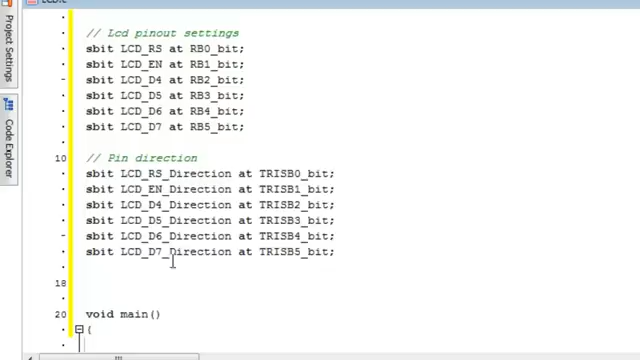 // Lcd pinout settings
sbit LCD_RS at RB0_bit;
sbit LCD_EN at RB1_bit;
sbit LCD_D4 at RB2_bit;
sbit LCD_D5 at RB3_bit;
sbit LCD_D6 at RB4_bit;
sbit LCD_D7 at RB5_bit;
10 // Pin direction
sbit LCD_RS_Direction at TRISB0_bit;
sbit LCD_EN_Direction at TRISB1_bit;
sbit LCD_D4_Direction at TRISB2_bit;
sbit LCD_D5_Direction at TRISB3_bit;
sbit LCD_D6_Direction at TRISB4_bit;
sbit LCD_D7_Direction at TRISB5_bit;
18
20 void main()
{
Project Settings
Code Explorer